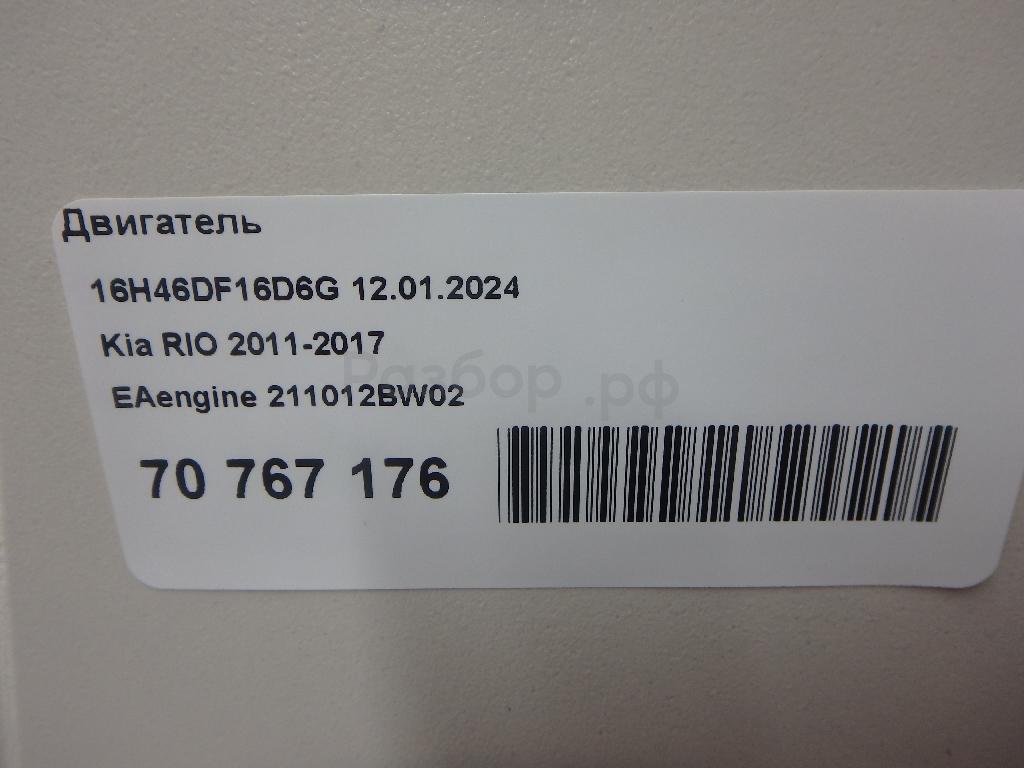 Двигатель
16H46DF16D6G 12.01.2024
Kia RIO 2011-2017
Разбор.рф
EAengine 211012BW02
70 767 176